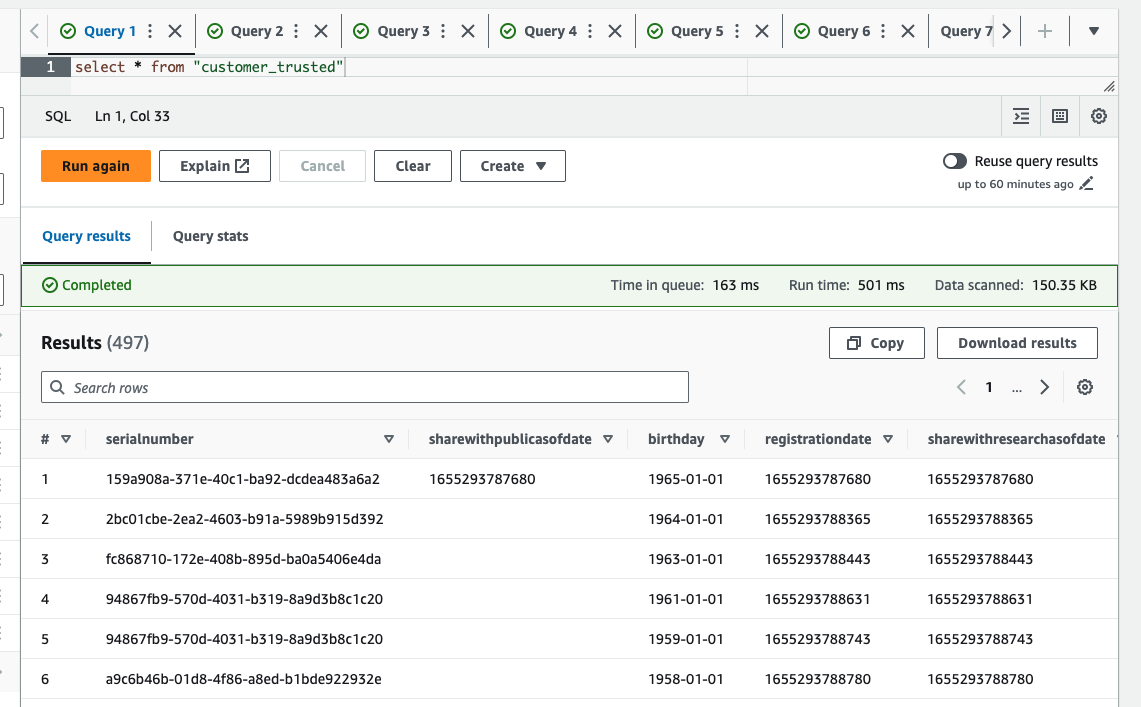 Query 1 Query 2 Query 3 Query 4 Query 5 Query 6 Query 7
1 select * from "customer_trusted"
SQL Ln 1, Col 33
Run again Explain Cancel Clear Create Reuse query results
up to 60 minutes ago
Query results Query stats
Completed Time in queue: 163 ms Run time: 501 ms Data scanned: 150.35 KB
Results (497) Copy Download results
Search rows 1 ...
# serialnumber sharewithpublicasofdate birthday registrationdate sharewithresearchasofdate
1 159a908a-371e-40c1-ba92-dcdea483a6a2 1655293787680 1965-01-01 1655293787680 1655293787680
2 2bc01cbe-2ea2-4603-b91a-5989b915d392 1964-01-01 1655293788365 1655293788365
3 fc868710-172e-408b-895d-ba0a5406e4da 1963-01-01 1655293788443 1655293788443
4 94867fb9-570d-4031-b319-8a9d3b8c1c20 1961-01-01 1655293788631 1655293788631
5 94867fb9-570d-4031-b319-8a9d3b8c1c20 1959-01-01 1655293788743 1655293788743
6 a9c6b46b-01d8-4f86-a8ed-b1bde922932e 1958-01-01 1655293788780 1655293788780